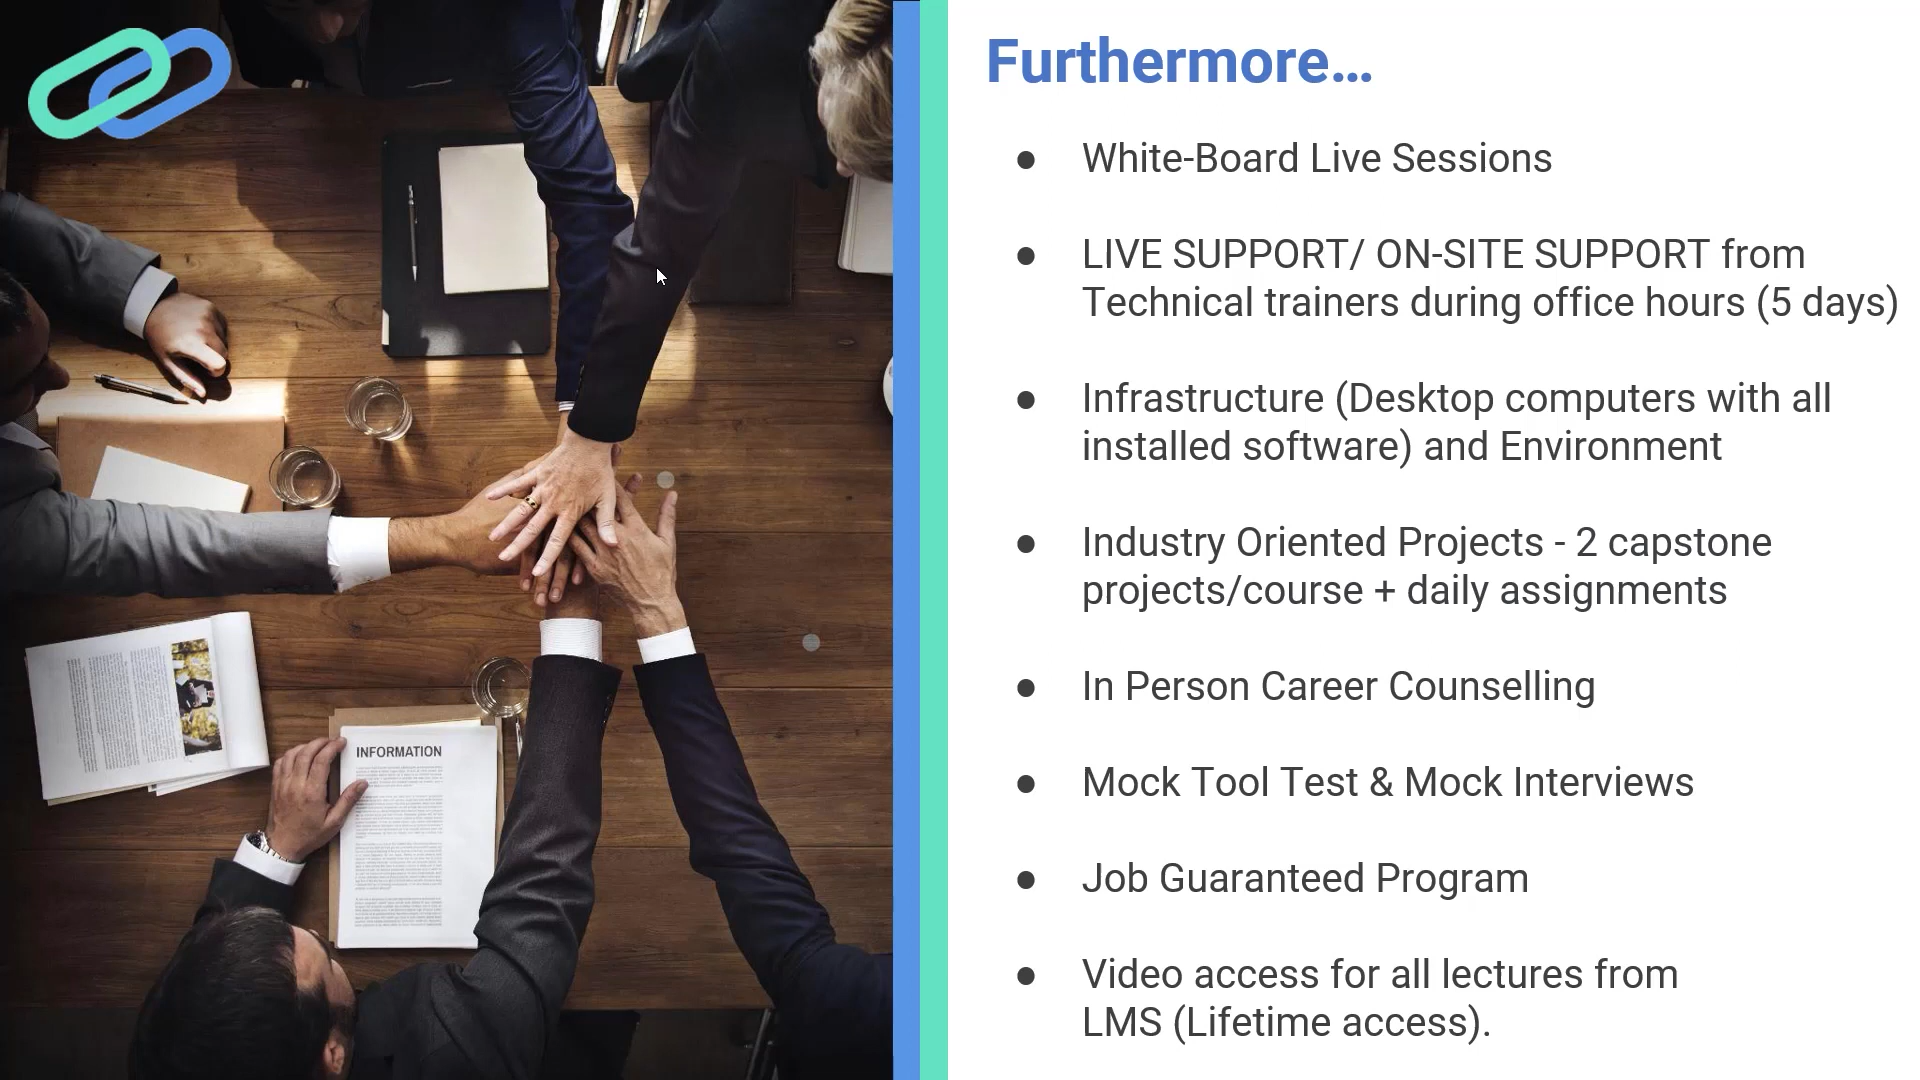 Furthermore...
● White-Board Live Sessions
● LIVE SUPPORT/ ON-SITE SUPPORT from
Technical trainers during office hours (5 days)
● Infrastructure (Desktop computers with all
installed software) and Environment
● Industry Oriented Projects - 2 capstone
projects/course + daily assignments
● In Person Career Counselling
● Mock Tool Test & Mock Interviews
● Job Guaranteed Program
● Video access for all lectures from
LMS (Lifetime access).
INFORMATION